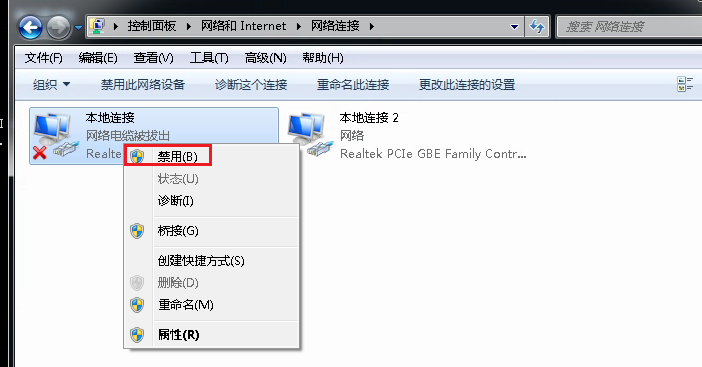 控制面板 ▸ 网络和 Internet ▸ 网络连接 ▸
搜索 网络连接
文件(F) 编辑(E) 查看(V) 工具(T) 高级(N) 帮助(H)
组织 禁用此网络设备 诊断这个连接 重命名此连接 更改此连接的设置
本地连接
网络电缆被拔出
Realte
本地连接 2
网络
Realtek PCIe GBE Family Contr...
禁用(B)
状态(U)
诊断(I)
桥接(G)
创建快捷方式(S)
删除(D)
重命名(M)
属性(R)